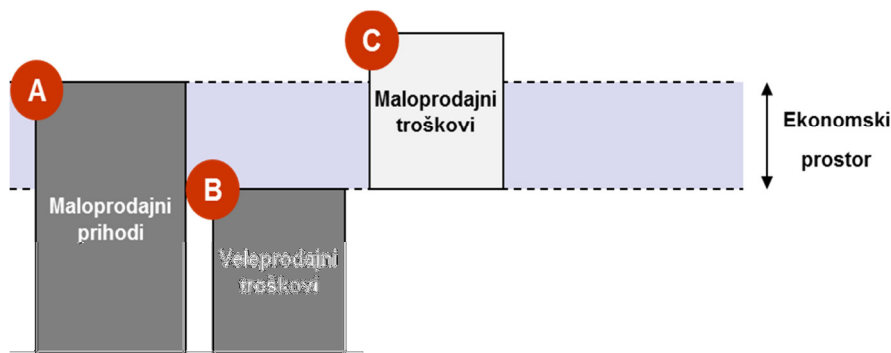 A
Maloprodajni
prihodi
B
Veleprodajni
troškovi
C
Maloprodajni
troškovi
Ekonomski
prostor